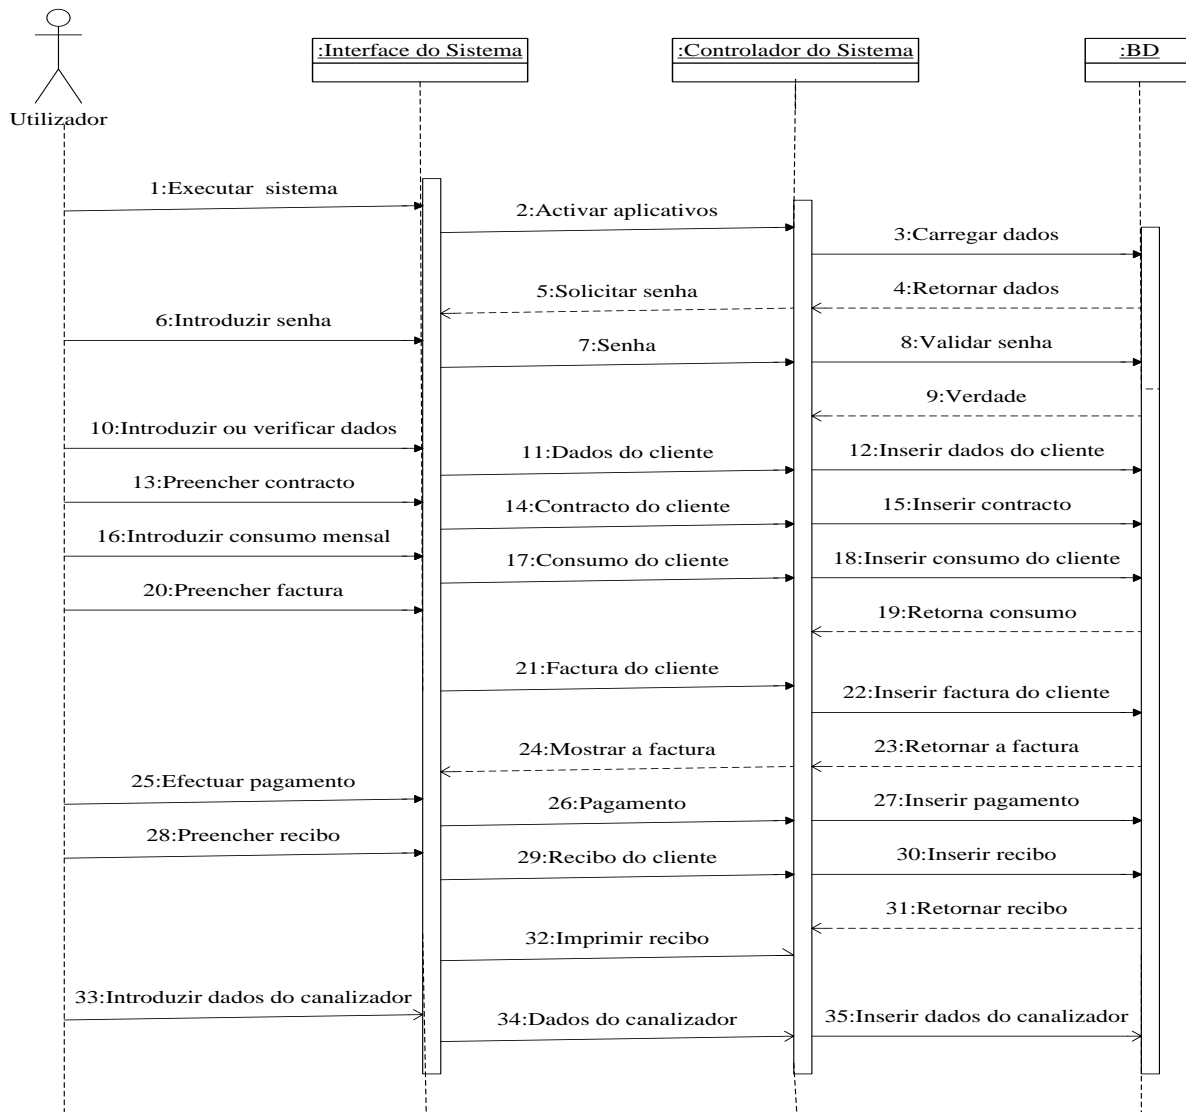 :Interface do Sistema
:Controlador do Sistema
:BD
Utilizador
1:Executar sistema
2:Activar aplicativos
3:Carregar dados
4:Retornar dados
5:Solicitar senha
6:Introduzir senha
7:Senha
8:Validar senha
9:Verdade
10:Introduzir ou verificar dados
11:Dados do cliente
12:Inserir dados do cliente
13:Preencher contracto
14:Contracto do cliente
15:Inserir contracto
16:Introduzir consumo mensal
17:Consumo do cliente
18:Inserir consumo do cliente
20:Preencher factura
19:Retorna consumo
21:Factura do cliente
22:Inserir factura do cliente
23:Retornar a factura
24:Mostrar a factura
25:Efectuar pagamento
26:Pagamento
27:Inserir pagamento
28:Preencher recibo
29:Recibo do cliente
30:Inserir recibo
31:Retornar recibo
32:Imprimir recibo
33:Introduzir dados do canalizador
34:Dados do canalizador
35:Inserir dados do canalizador